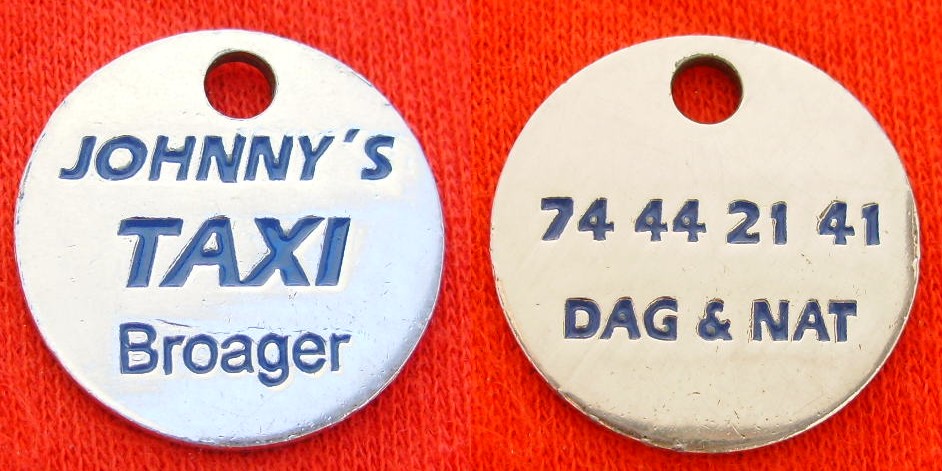 JOHNNY´S
TAXI
Broager
74 44 21 41
DAG & NAT